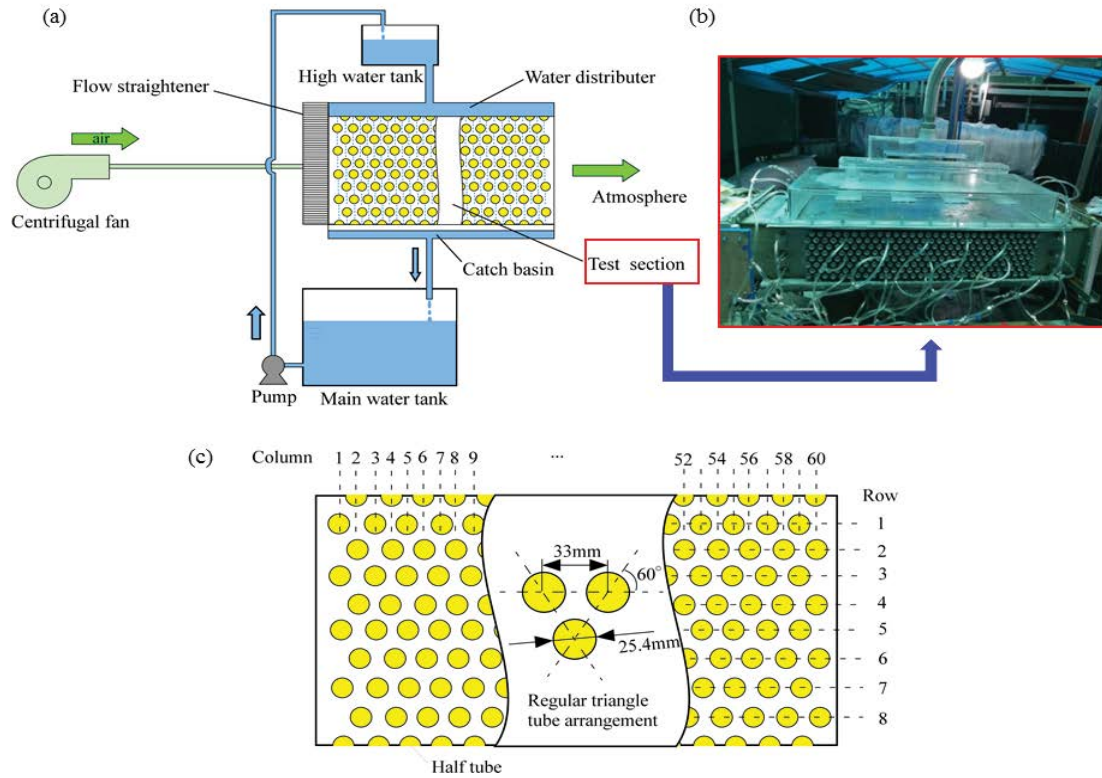 (a)
(b)
High water tank
Water distributer
Flow straightener
air
Atmosphere
Centrifugal fan
Catch basin
Test section
Pump
Main water tank
(c)
Column
1 2 3 4 5 6 7 8 9
...
52 54 56 58 60
Row
1
2
3
4
5
6
7
8
33mm
60°
25.4mm
Regular triangle
tube arrangement
Half tube